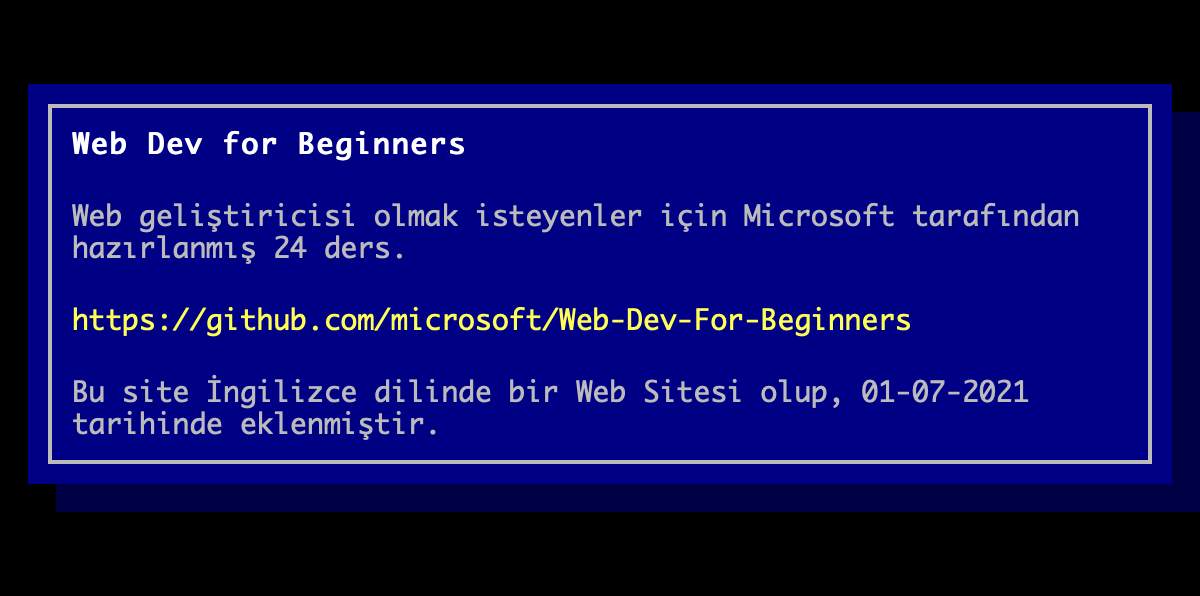 Web Dev for Beginners
Web geliştiricisi olmak isteyenler için Microsoft tarafından
hazırlanmış 24 ders.
https://github.com/microsoft/Web-Dev-For-Beginners
Bu site İngilizce dilinde bir Web Sitesi olup, 01-07-2021
tarihinde eklenmiştir.